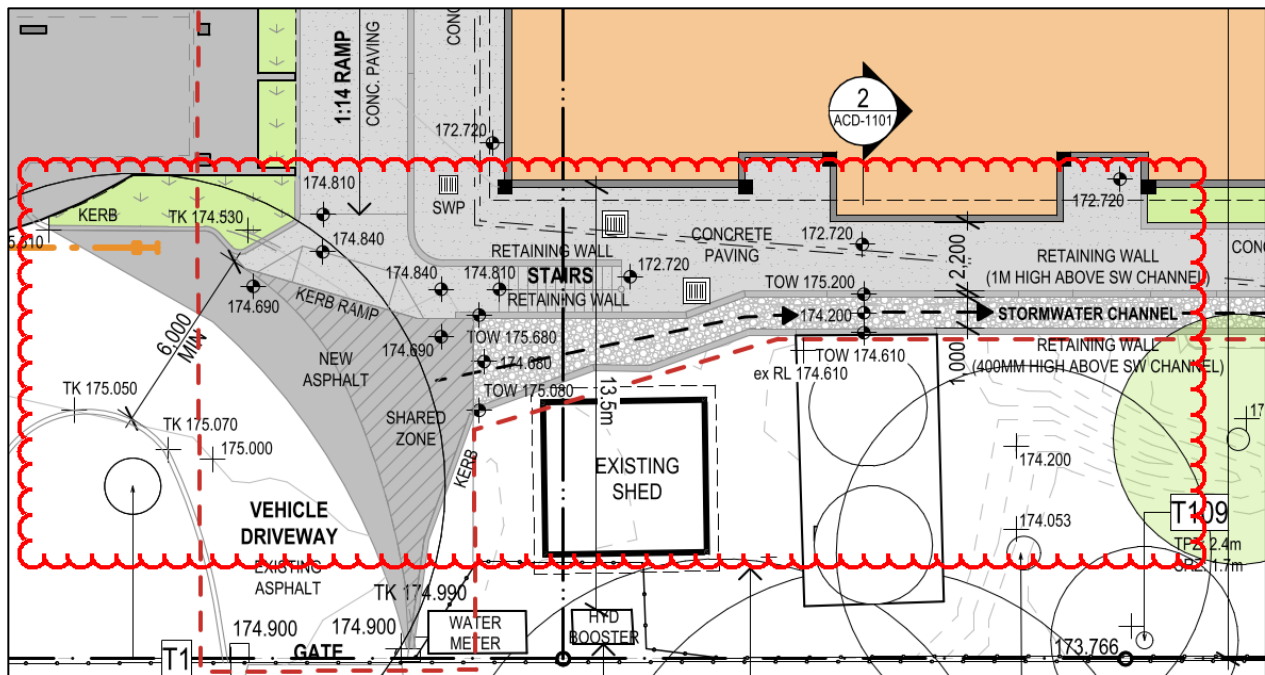 1:14 RAMP
CONC. PAVING
CONC
2
ACD-1101
172.720
174.810
SWP
KERB
TK 174.530
174.840
172.720
172.720
CONCRETE
PAVING
RETAINING WALL
STAIRS
RETAINING WALL
174.840
174.810
172.720
2,200
RETAINING WALL
(1M HIGH ABOVE SW CHANNEL)
CONC
TOW 175.200
174.690
KERB RAMP
6,000
MIN
174.200
STORMWATER CHANNEL
TOW 175.680
174.690
174.080
TOW 174.610
ex RL 174.610
1,000
RETAINING WALL
(400MM HIGH ABOVE SW CHANNEL)
NEW
ASPHALT
TOW 175.080
13.5m
TK 175.050
TK 175.070
175.000
SHARED
ZONE
KERB
EXISTING
SHED
174.200
VEHICLE
DRIVEWAY
EXISTING
ASPHALT
174.053
T109
TPZ: 2.4m
SRZ: 1.7m
TK 174.990
174.900
174.900
GATE
WATER
METER
HYD
BOOSTER
T1
173.766